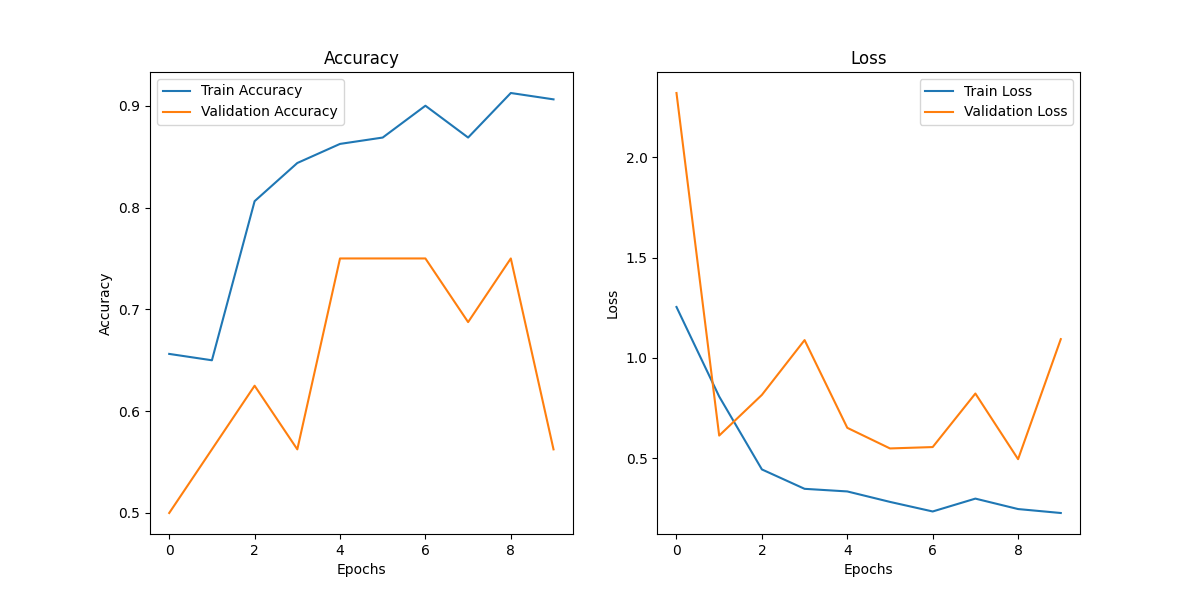 Accuracy
Train Accuracy
Validation Accuracy
0.9
0.8
0.7
0.6
0.5
Accuracy
0 2 4 6 8
Epochs
Loss
Train Loss
Validation Loss
2.0
1.5
1.0
0.5
Loss
0 2 4 6 8
Epochs